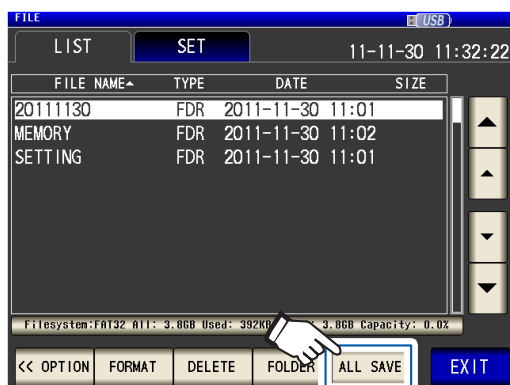 FILE
USB
LIST
SET
11-11-30 11:32:22
FILE NAME▲ TYPE DATE SIZE
20111130 FDR 2011-11-30 11:01
MEMORY FDR 2011-11-30 11:02
SETTING FDR 2011-11-30 11:01
Filesystem:FAT32 All: 3.8GB Used: 392KB 3.8GB Capacity: 0.0%
<< OPTION FORMAT DELETE FOLDER ALL SAVE EXIT